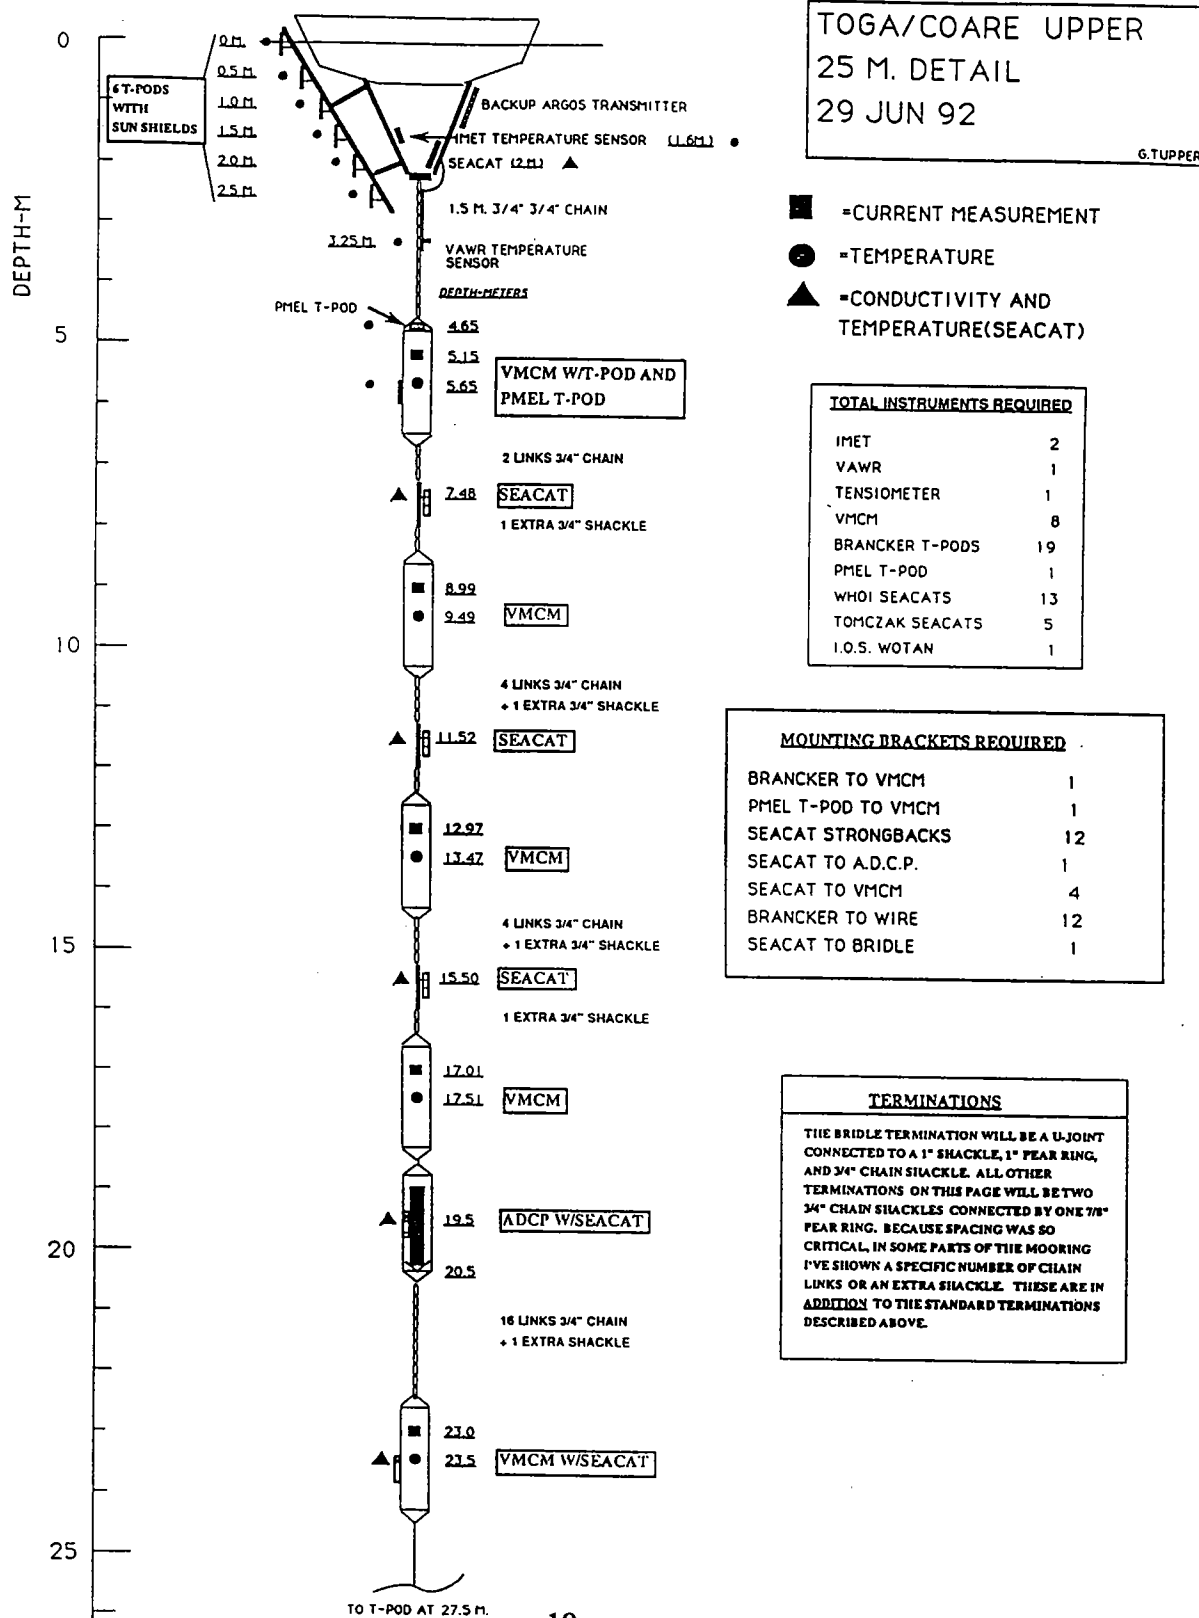 TOGA/COARE UPPER
25 M. DETAIL
29 JUN 92
G.TUPPER
DEPTH-M
0
5
10
15
20
25
6 T-PODS
WITH
SUN SHIELDS
0 M.
0.5 M.
1.0 M.
1.5 M.
2.0 M.
2.5 M.
BACKUP ARGOS TRANSMITTER
IMET TEMPERATURE SENSOR (1.6M.)
SEACAT (2 M.)
1.5 M. 3/4" 3/4" CHAIN
3.25 M.
VAWR TEMPERATURE
SENSOR
DEPTH-METERS
PMEL T-POD
4.65
5.15
5.65
VMCM W/T-POD AND
PMEL T-POD
2 LINKS 3/4" CHAIN
7.48
SEACAT
1 EXTRA 3/4" SHACKLE
8.99
9.49
VMCM
4 LINKS 3/4" CHAIN
+ 1 EXTRA 3/4" SHACKLE
11.52
SEACAT
12.97
13.47
VMCM
4 LINKS 3/4" CHAIN
+ 1 EXTRA 3/4" SHACKLE
15.50
SEACAT
1 EXTRA 3/4" SHACKLE
17.01
17.51
VMCM
19.5
ADCP W/SEACAT
20.5
16 LINKS 3/4" CHAIN
+ 1 EXTRA SHACKLE
23.0
23.5
VMCM W/SEACAT
TO T-POD AT 27.5 M.
=CURRENT MEASUREMENT
=TEMPERATURE
=CONDUCTIVITY AND
TEMPERATURE(SEACAT)
TOTAL INSTRUMENTS REQUIRED
IMET 2
VAWR 1
TENSIOMETER 1
VMCM 8
BRANCKER T-PODS 19
PMEL T-POD 1
WHOI SEACATS 13
TOMCZAK SEACATS 5
I.O.S. WOTAN 1
MOUNTING BRACKETS REQUIRED
BRANCKER TO VMCM 1
PMEL T-POD TO VMCM 1
SEACAT STRONGBACKS 12
SEACAT TO A.D.C.P. 1
SEACAT TO VMCM 4
BRANCKER TO WIRE 12
SEACAT TO BRIDLE 1
TERMINATIONS
THE BRIDLE TERMINATION WILL BE A U-JOINT
CONNECTED TO A 1" SHACKLE, 1" PEAR RING,
AND 3/4" CHAIN SHACKLE. ALL OTHER
TERMINATIONS ON THIS PAGE WILL BE TWO
3/4" CHAIN SHACKLES CONNECTED BY ONE 7/8"
PEAR RING. BECAUSE SPACING WAS SO
CRITICAL, IN SOME PARTS OF THE MOORING
I'VE SHOWN A SPECIFIC NUMBER OF CHAIN
LINKS OR AN EXTRA SHACKLE. THESE ARE IN
ADDITION TO THE STANDARD TERMINATIONS
DESCRIBED ABOVE.